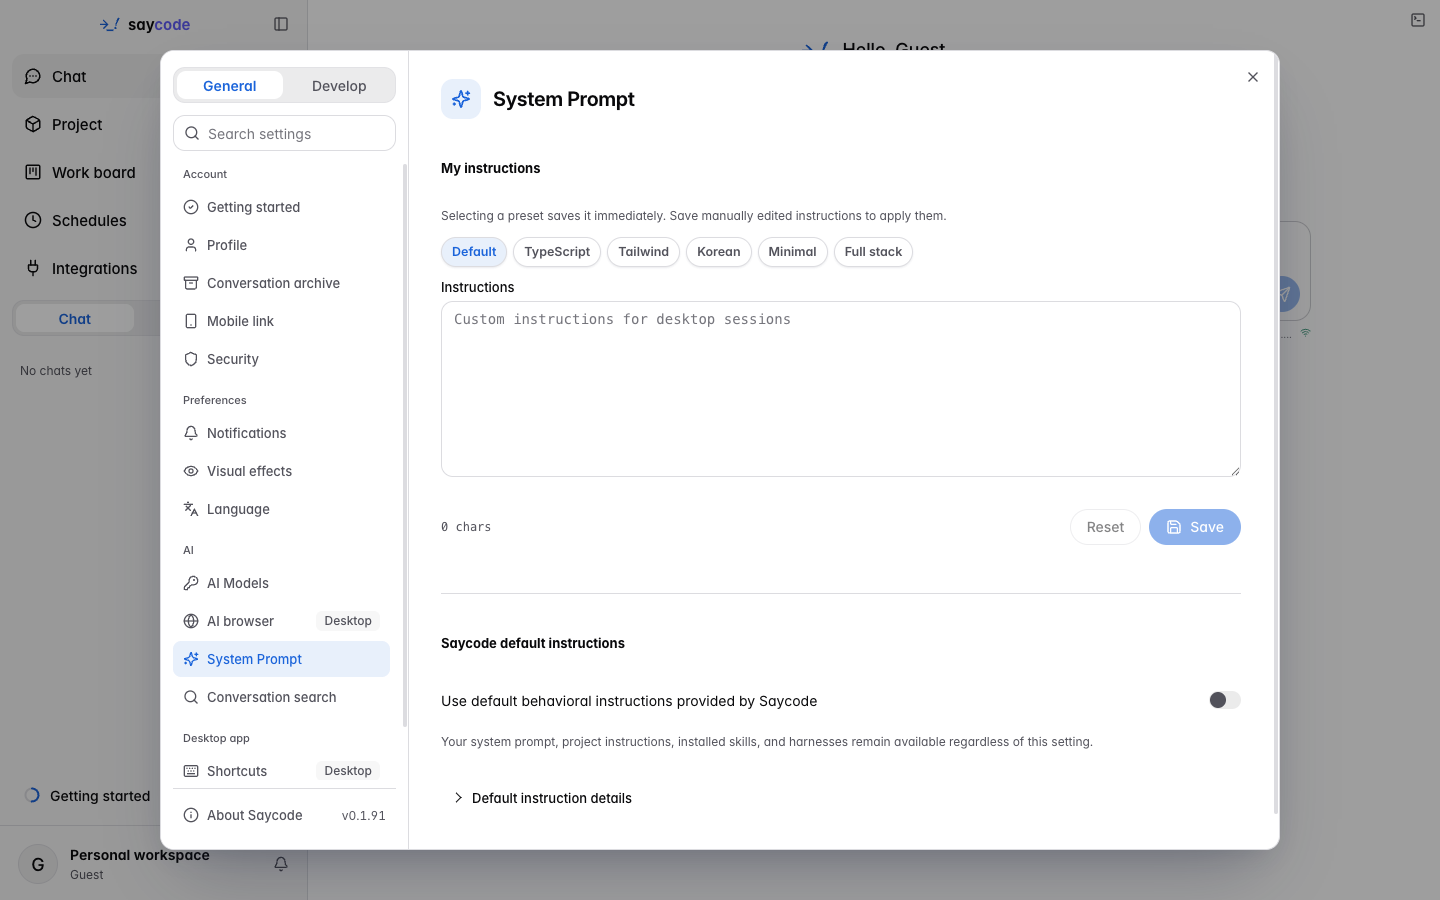 saycode
Chat
Project
Work board
Schedules
Integrations
Chat
No chats yet
Getting started
G
Personal workspace
Guest
Hello, Guest
General
Develop
Search settings
Account
Getting started
Profile
Conversation archive
Mobile link
Security
Preferences
Notifications
Visual effects
Language
AI
AI Models
AI browser Desktop
System Prompt
Conversation search
Desktop app
Shortcuts Desktop
About Saycode v0.1.91
System Prompt
My instructions
Selecting a preset saves it immediately. Save manually edited instructions to apply them.
Default TypeScript Tailwind Korean Minimal Full stack
Instructions
Custom instructions for desktop sessions
0 chars
Reset Save
Saycode default instructions
Use default behavioral instructions provided by Saycode
Your system prompt, project instructions, installed skills, and harnesses remain available regardless of this setting.
Default instruction details